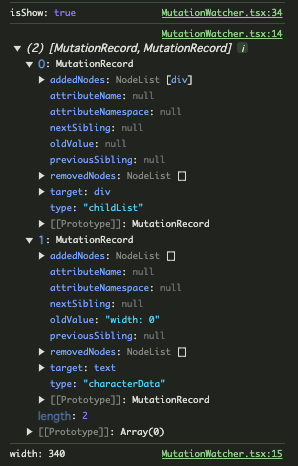 isShow: true MutationWatcher.tsx:34
MutationWatcher.tsx:14
▼ (2) [MutationRecord, MutationRecord] i
▼ 0: MutationRecord
▶ addedNodes: NodeList [div]
attributeName: null
attributeNamespace: null
nextSibling: null
oldValue: null
previousSibling: null
▶ removedNodes: NodeList []
▶ target: div
type: "childList"
▶ [[Prototype]]: MutationRecord
▼ 1: MutationRecord
▶ addedNodes: NodeList []
attributeName: null
attributeNamespace: null
nextSibling: null
oldValue: "width: 0"
previousSibling: null
▶ removedNodes: NodeList []
▶ target: text
type: "characterData"
▶ [[Prototype]]: MutationRecord
length: 2
▶ [[Prototype]]: Array(0)
width: 340 MutationWatcher.tsx:15